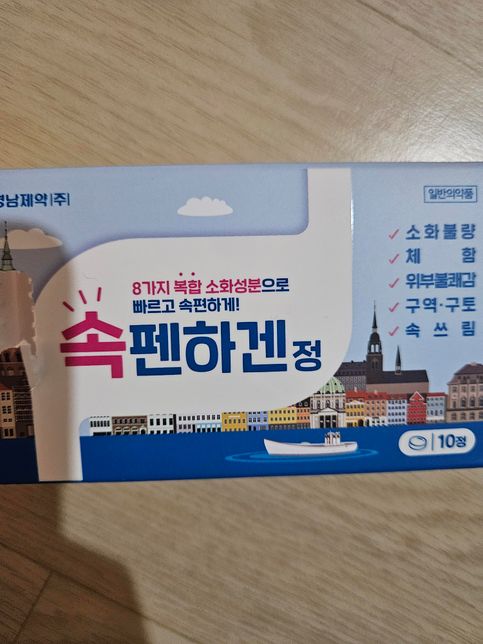 경남제약(주)
일반의약품
8가지 복합 소화성분으로
빠르고 속편하게!
속펜하겐정
소화불량
체함
위부불쾌감
구역·구토
속쓰림
10정